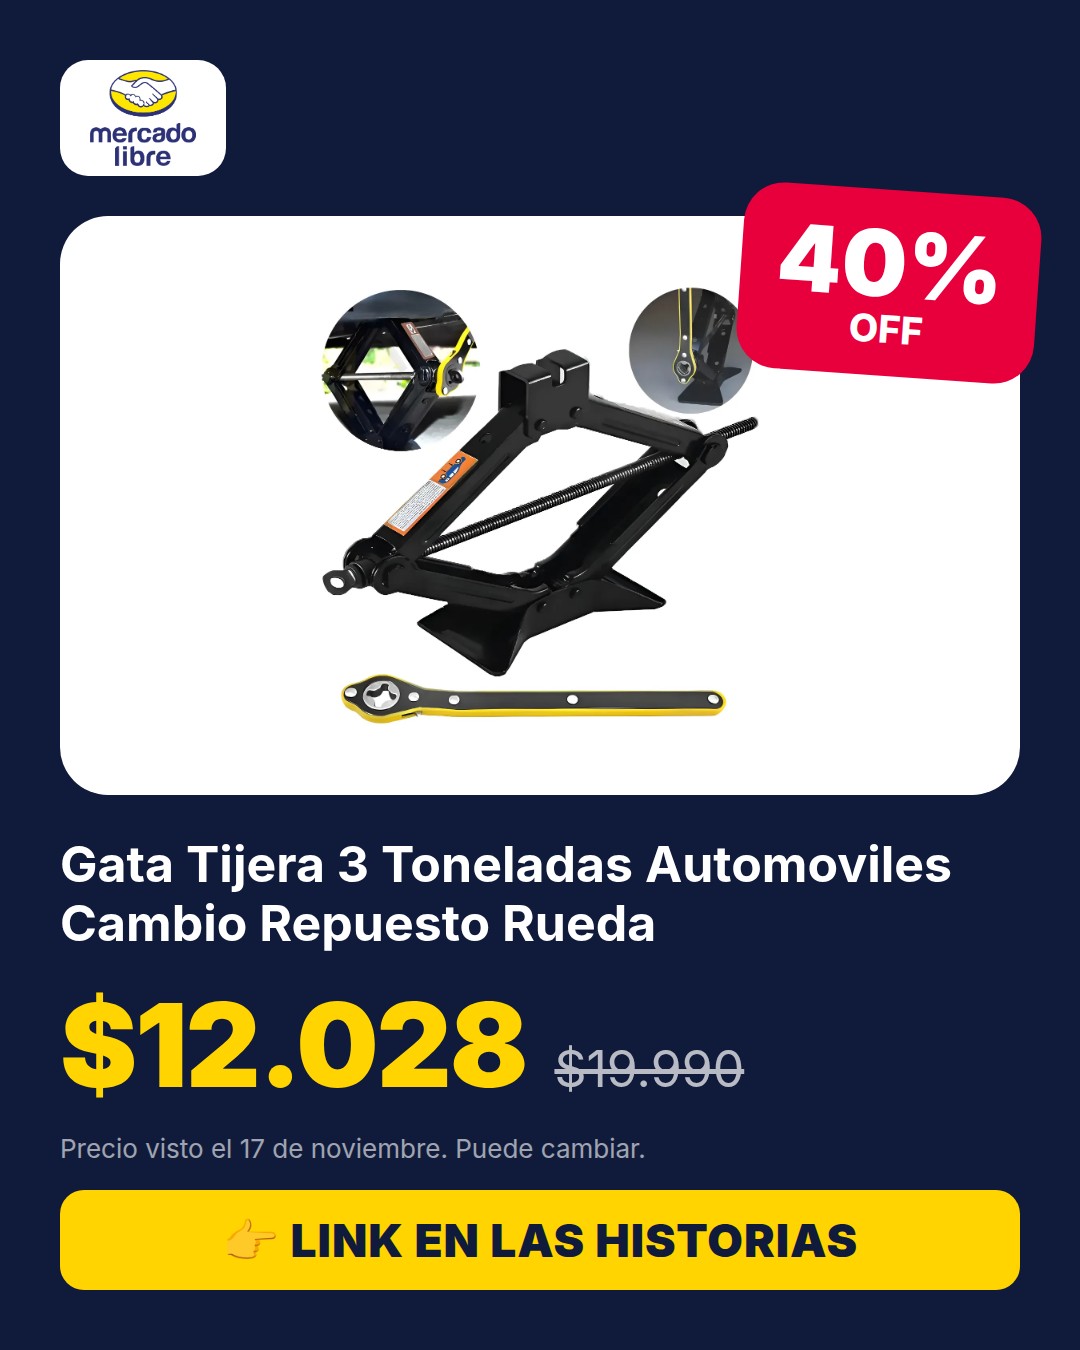 mercado
libre
40%
OFF
Gata Tijera 3 Toneladas Automoviles
Cambio Repuesto Rueda
$12.028 $19.990
Precio visto el 17 de noviembre. Puede cambiar.
👉 LINK EN LAS HISTORIAS